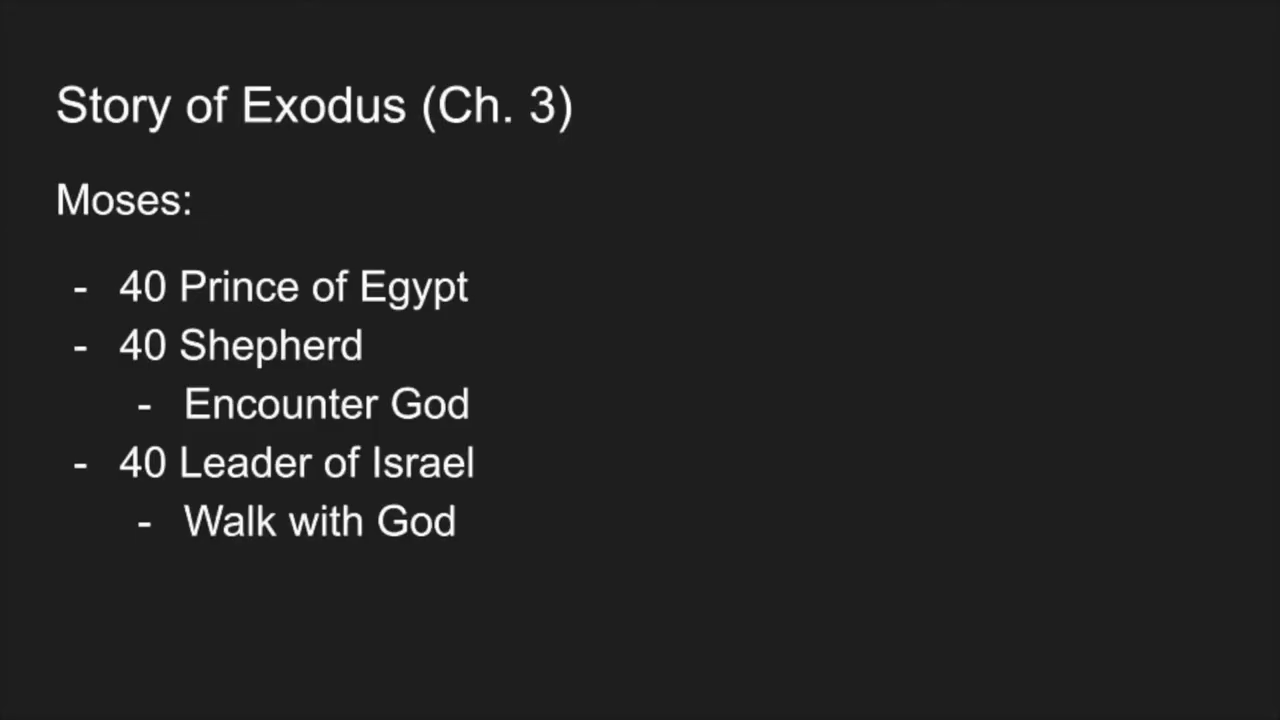 Story of Exodus (Ch. 3)
Moses:
- 40 Prince of Egypt
- 40 Shepherd
- Encounter God
- 40 Leader of Israel
- Walk with God